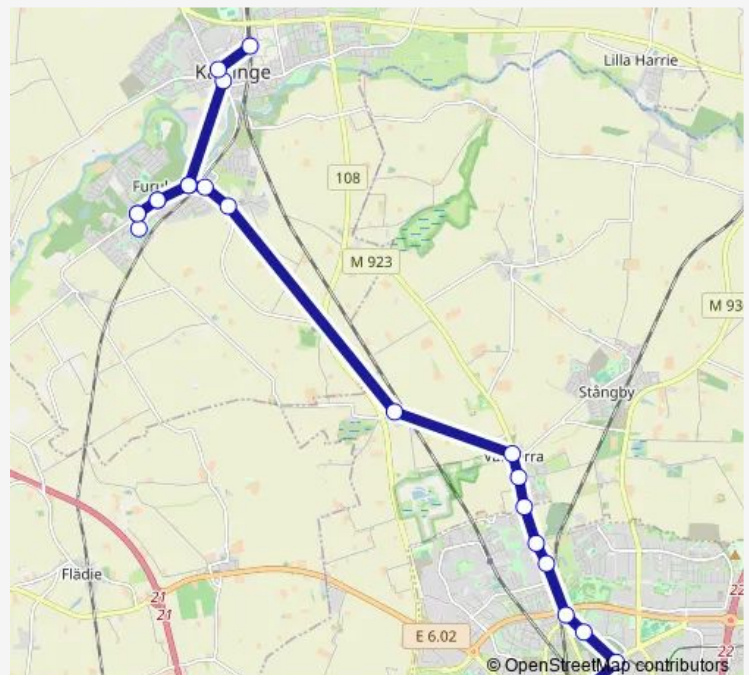 Lilla Harrie
108
M 923
M 93
Stångby
Flädie
21
21
E 6.02
22
22
© OpenStreetMap contributors